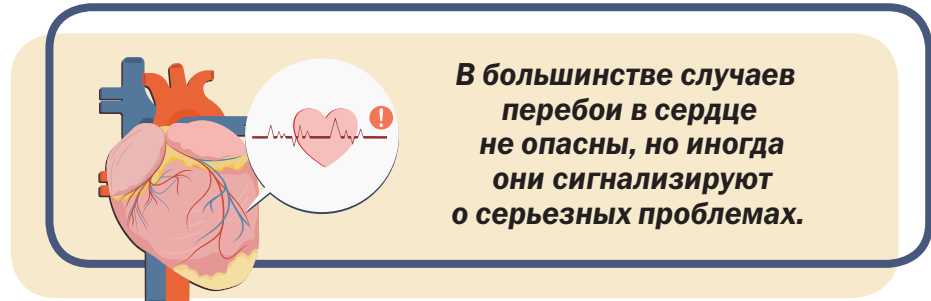 В большинстве случаев
перебои в сердце
не опасны, но иногда
они сигнализируют
о серьезных проблемах.
!